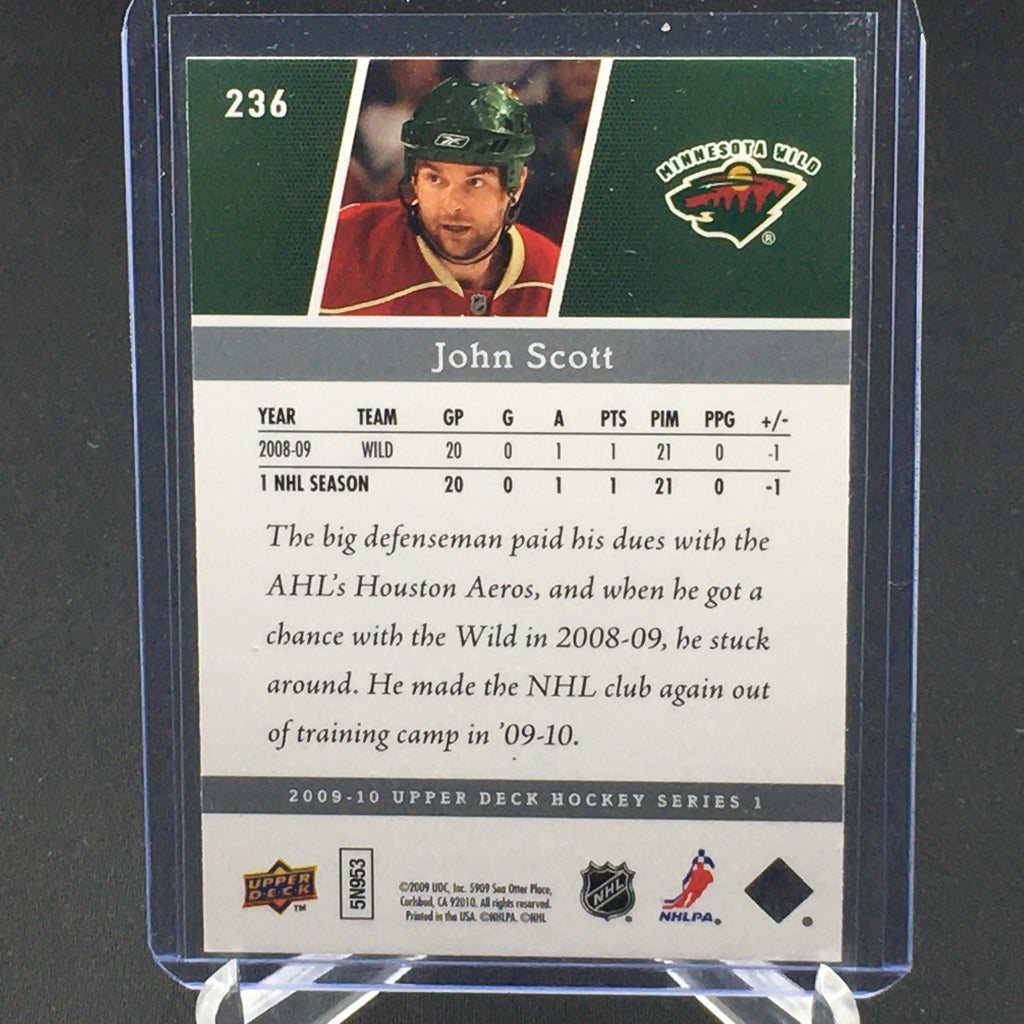 236
MINNESOTA WILD
®
John Scott
YEAR TEAM GP G A PTS PIM PPG +/-
2008-09 WILD 20 0 1 1 21 0 -1
1 NHL SEASON 20 0 1 1 21 0 -1
The big defenseman paid his dues with the
AHL's Houston Aeros, and when he got a
chance with the Wild in 2008-09, he stuck
around. He made the NHL club again out
of training camp in '09-10.
2009-10 UPPER DECK HOCKEY SERIES 1
UPPER
DECK
TM
5N953
©2009 UDC, Inc. 5909 Sea Otter Place,
Carlsbad, CA 92010. All rights reserved.
Printed in the USA. ©NHLPA. ©NHL
NHL
NHLPA